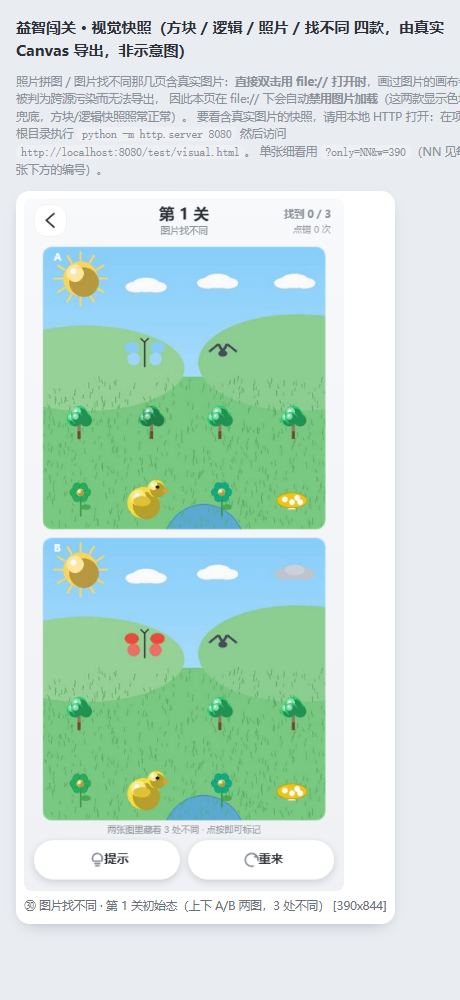 益智闯关 · 视觉快照（方块 / 逻辑 / 照片 / 找不同 四款，由真实
Canvas 导出，非示意图）
照片拼图 / 图片找不同那几页含真实图片：直接双击用 file:// 打开时，画过图片的画布
被判为跨源污染而无法导出， 因此本页在 file:// 下会自动禁用图片加载（这两款显示色
兜底，方块/逻辑快照照常正常）。 要看含真实图片的快照，请用本地 HTTP 打开：在项
根目录执行 python -m http.server 8080 然后访问
http://localhost:8080/test/visual.html 。 单张细看用 ?only=NN&w=390 （NN 见每
张下方的编号）。
第 1 关
图片找不同
找到 0 / 3
点错 0 次
A
B
两张图里藏着 3 处不同 · 点按即可标记
提示
重来
㉚ 图片找不同 · 第 1 关初始态（上下 A/B 两图，3 处不同） [390x844]